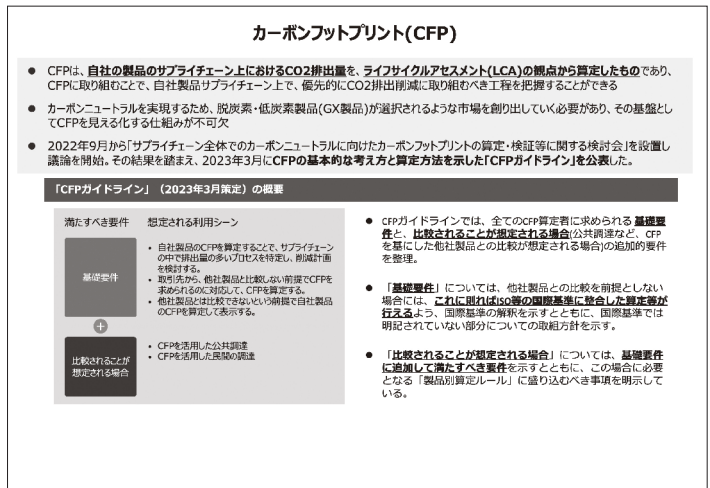 カーボンフットプリント(CFP)
● CFPは、自社の製品のサプライチェーン上におけるCO2排出量を、ライフサイクルアセスメント(LCA)の観点から算定したものであり、
CFPに取り組むことで、自社製品サプライチェーン上で、優先的にCO2排出削減に取り組むべき工程を把握することができる
● カーボンニュートラルを実現するため、脱炭素・低炭素製品(GX製品)が選択されるような市場を創り出していく必要があり、その基盤とし
てCFPを見える化する仕組みが不可欠
● 2022年9月から「サプライチェーン全体でのカーボンニュートラルに向けたカーボンフットプリントの算定・検証等に関する検討会」を設置し
議論を開始。その結果を踏まえ、2023年3月にCFPの基本的な考え方と算定方法を示した「CFPガイドライン」を公表した。
「CFPガイドライン」（2023年3月策定）の概要
満たすべき要件 想定される利用シーン
基礎要件
• 自社製品のCFPを算定することで、サプライチェーン
の中で排出量の多いプロセスを特定し、削減計画
を検討する。
• 取引先から、他社製品と比較しない前提でCFPを
求められるのに対応して、CFPを算定する。
• 他社製品とは比較できないという前提で自社製品
のCFPを算定して表示する。
+
比較されることが
想定される場合
• CFPを活用した公共調達
• CFPを活用した民間の調達
● CFPガイドラインでは、全てのCFP算定者に求められる 基礎要
件と、比較されることが想定される場合(公共調達など、CFP
を基にした他社製品との比較が想定される場合)の追加的要件
を整理。
● 「基礎要件」については、他社製品との比較を前提としない
場合には、これに則ればISO等の国際基準に整合した算定等が
行えるよう、国際基準の解釈を示すとともに、国際基準では
明記されていない部分についての取組方針を示す。
● 「比較されることが想定される場合」については、基礎要件
に追加して満たすべき要件を示すとともに、この場合に必要
となる「製品別算定ルール」に盛り込むべき事項を明示して
いる。